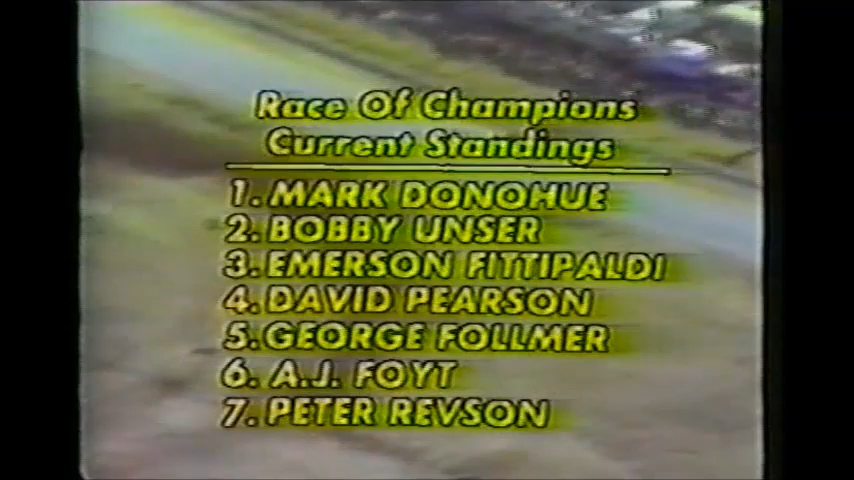 Race Of Champions
Current Standings
1. MARK DONOHUE
2. BOBBY UNSER
3. EMERSON FITTIPALDI
4. DAVID PEARSON
5. GEORGE FOLLMER
6. A.J. FOYT
7. PETER REVSON